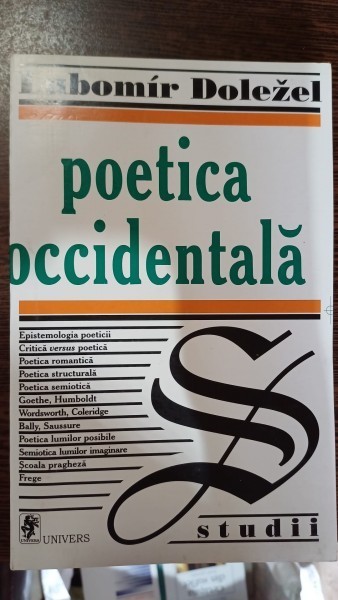 Lubomír Doležel
poetica
occidentală
Epistemologia poeticii
Critică versus poetică
Poetica romantică
Poetica structurală
Poetica semiotică
Goethe, Humboldt
Wordsworth, Coleridge
Bally, Saussure
Poetica lumilor posibile
Semiotica lumilor imaginare
Școala pragheză
Frege
S
studii
UNIVERS
UNIVERS